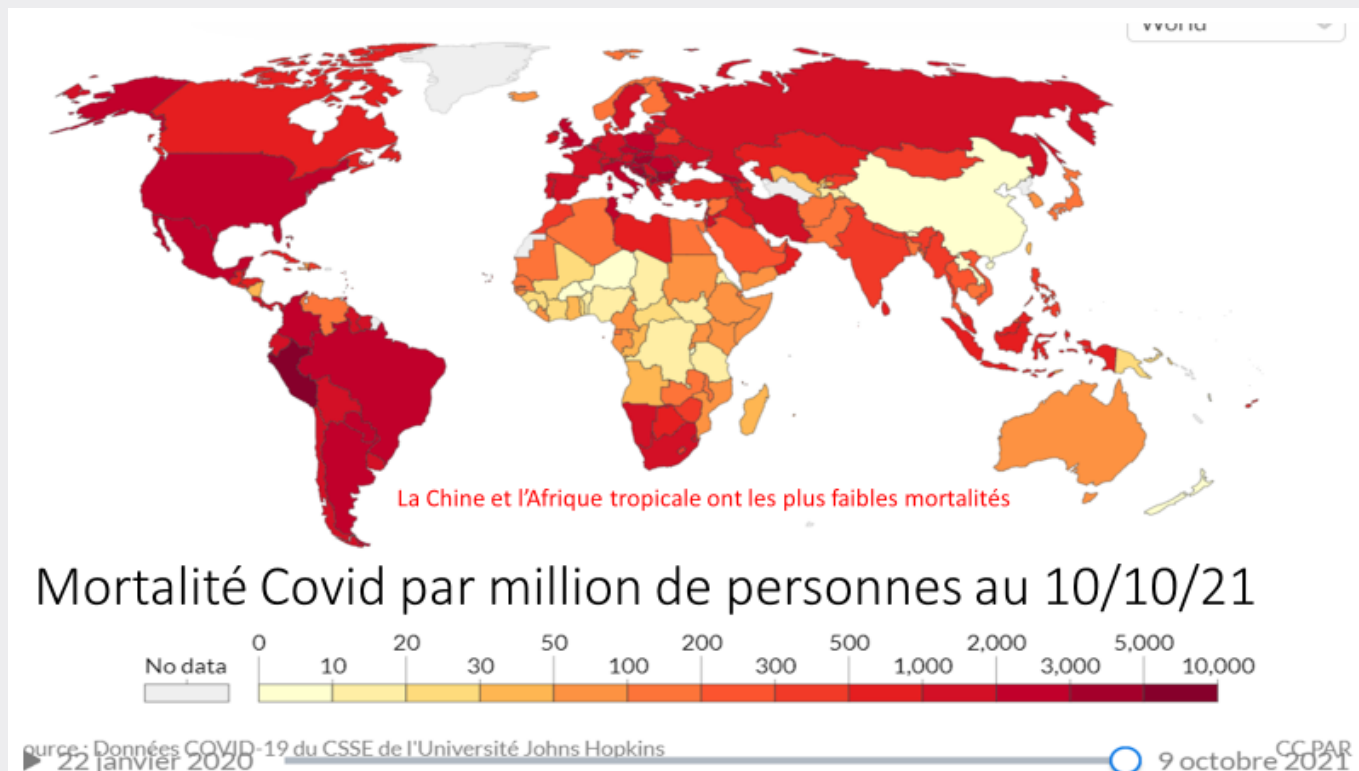 World
La Chine et l'Afrique tropicale ont les plus faibles mortalités
Mortalité Covid par million de personnes au 10/10/21
0 20 50 200 500 2,000 5,000
No data 10 30 100 300 1,000 3,000 10,000
ource : Données COVID-19 du CSSE de l'Université Johns Hopkins CC PAR
22 janvier 2020 9 octobre 2021